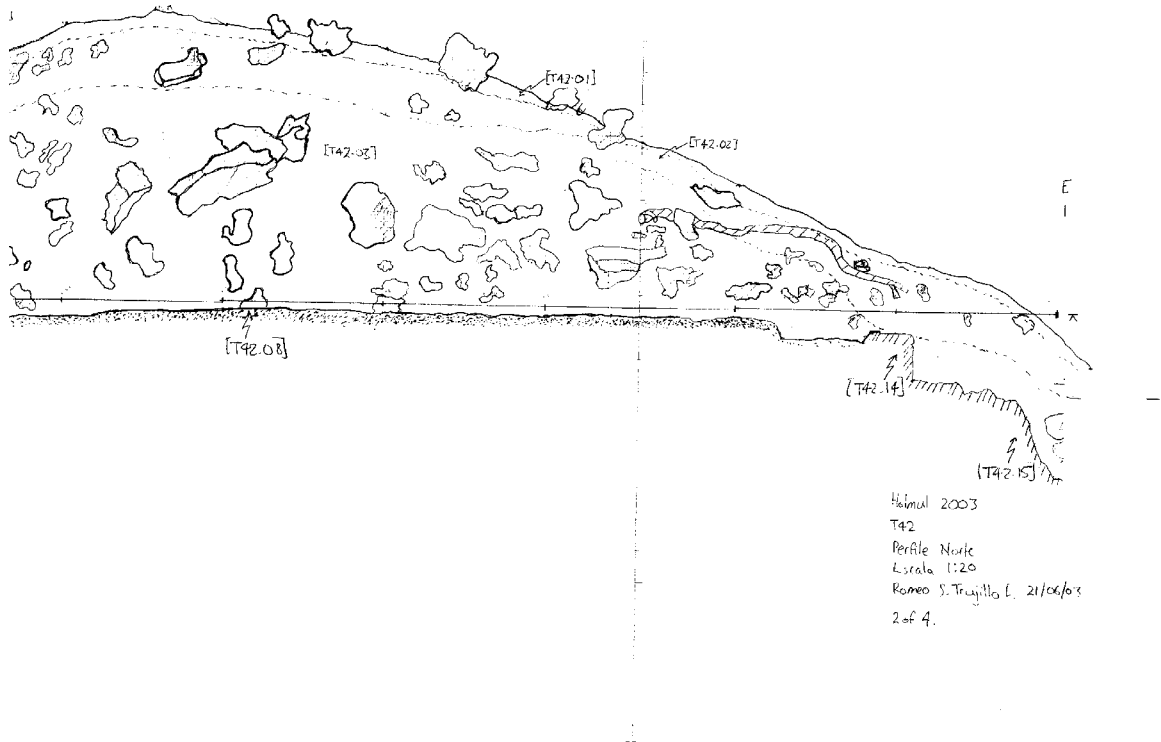 [T42.01]
[T42.02]
[T42.03]
E
[T42.08]
[T42.14]
[T42.15]
Holmul 2003
T42
Perfile Norte
Escala 1:20
Romeo S. Trujillo 21/06/03
2 of 4.